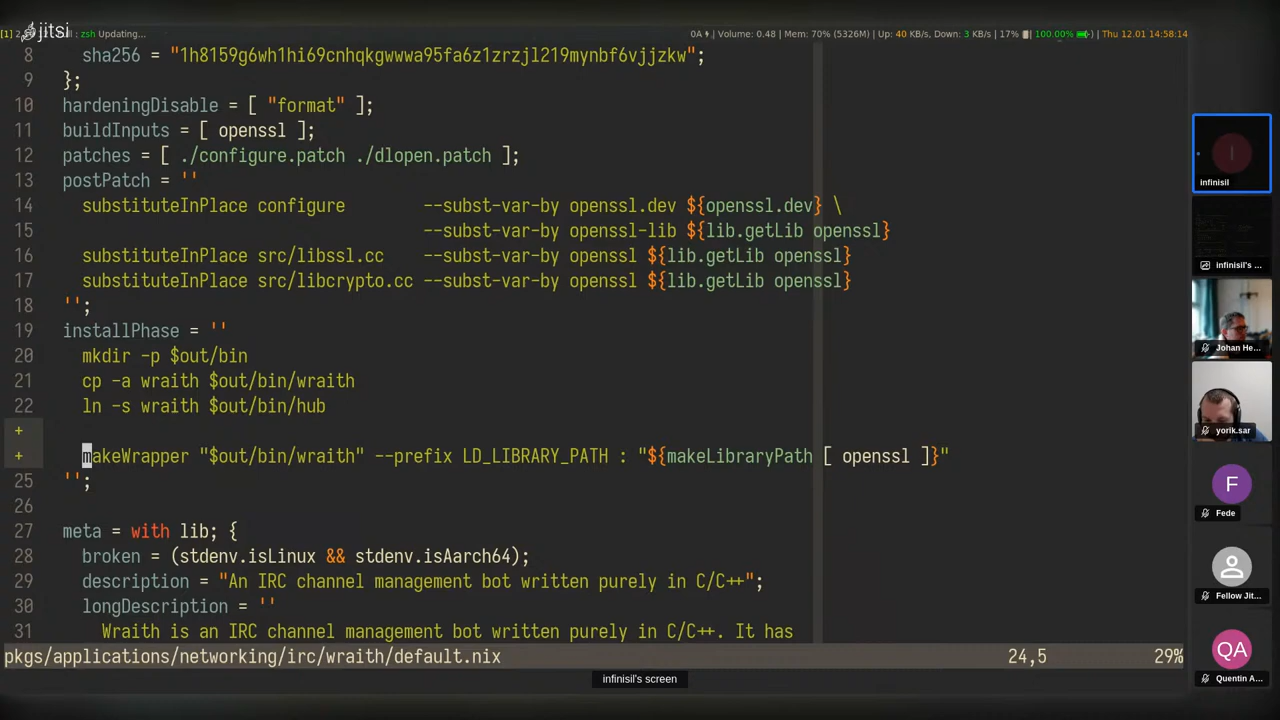 jitsi
zsh Updating...
0A | Volume: 0.48 | Mem: 70% (5326M) | Up: 40 KB/s, Down: 3 KB/s | 17% | 100.00% | Thu 12.01 14:58:14
8 sha256 = "1h8159g6wh1hi69cnhqkgwwwa95fa6z1zrzjl219mynbf6vjjzkw";
9 };
10 hardeningDisable = [ "format" ];
11 buildInputs = [ openssl ];
12 patches = [ ./configure.patch ./dlopen.patch ];
13 postPatch = ''
14 substituteInPlace configure --subst-var-by openssl.dev ${openssl.dev} \
15 --subst-var-by openssl-lib ${lib.getLib openssl}
16 substituteInPlace src/libssl.cc --subst-var-by openssl ${lib.getLib openssl}
17 substituteInPlace src/libcrypto.cc --subst-var-by openssl ${lib.getLib openssl}
18 '';
19 installPhase = ''
20 mkdir -p $out/bin
21 cp -a wraith $out/bin/wraith
22 ln -s wraith $out/bin/hub
+
+ makeWrapper "$out/bin/wraith" --prefix LD_LIBRARY_PATH : "${makeLibraryPath [ openssl ]}"
25 '';
26
27 meta = with lib; {
28 broken = (stdenv.isLinux && stdenv.isAarch64);
29 description = "An IRC channel management bot written purely in C/C++";
30 longDescription = ''
31 Wraith is an IRC channel management bot written purely in C/C++. It has
pkgs/applications/networking/irc/wraith/default.nix 24,5 29%
infinisil's screen
I
infinisil
infinisil's ...
Johan He...
yorik.sar
F
Fede
Fellow Jit...
QA
Quentin A...